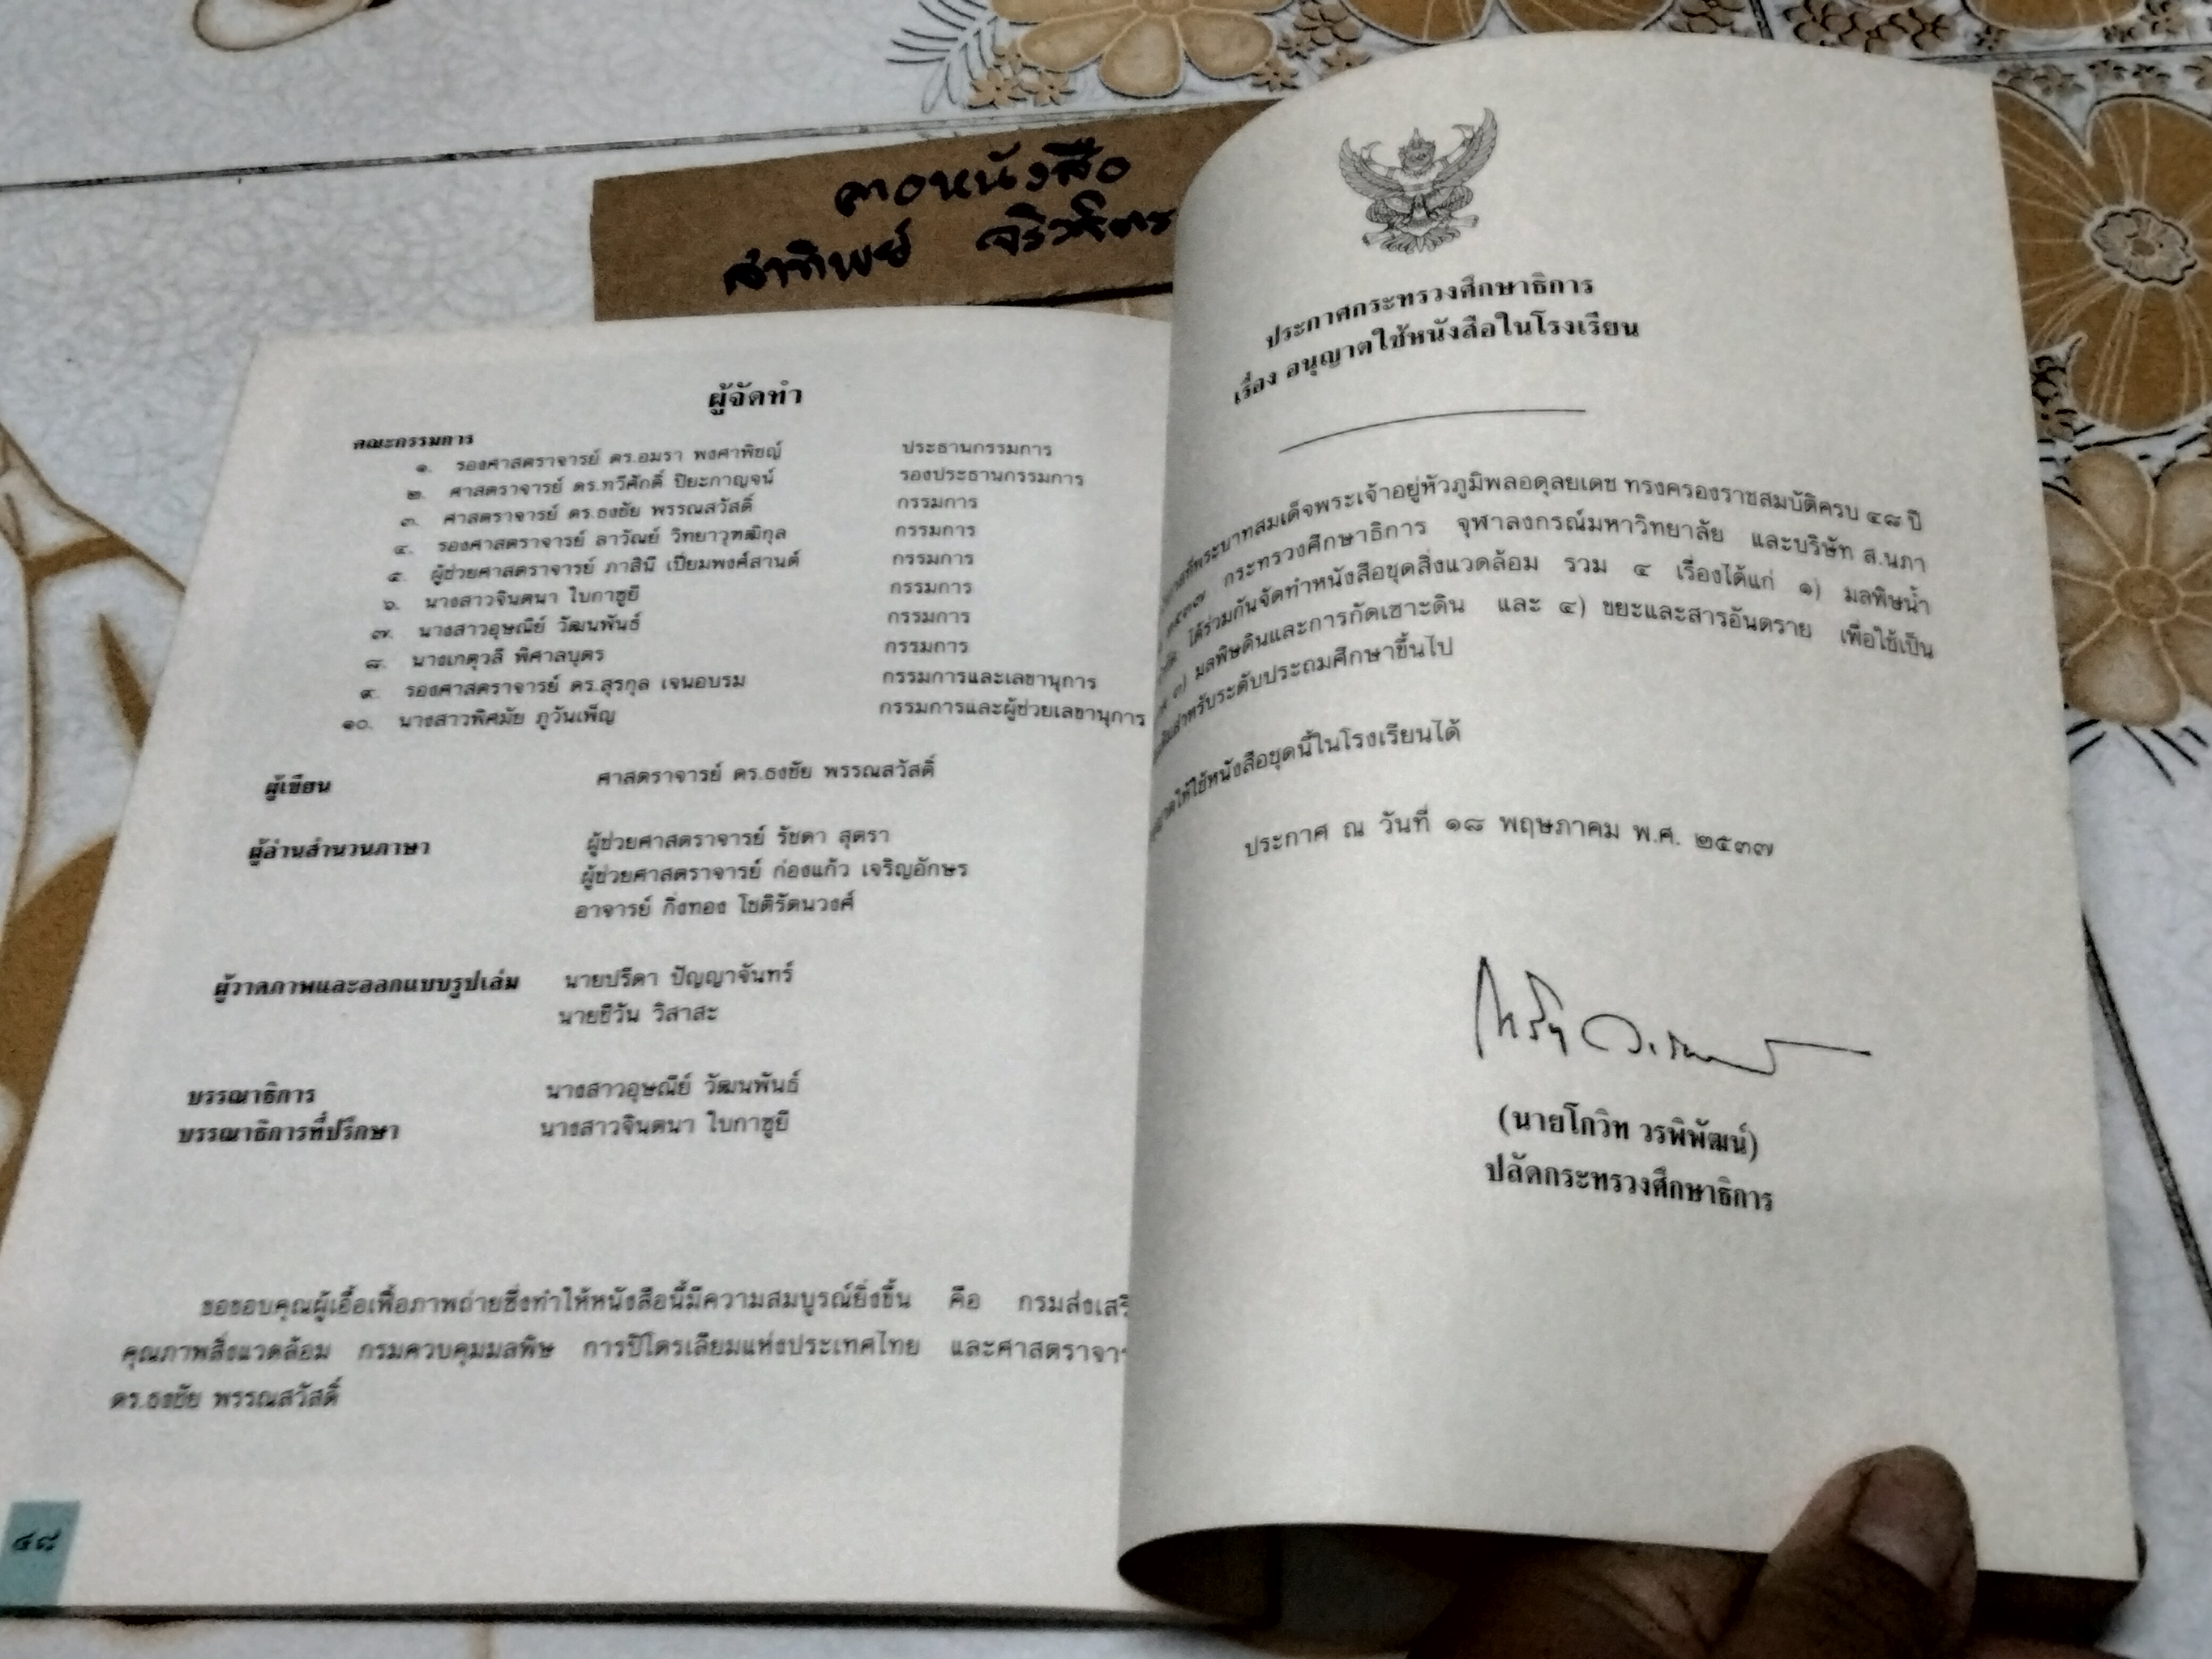 คาอหนังสือ
สาทิพย์
ผู้จัดทำ
คณะกรรมการ
๑. รองศาสตราจารย์ ดร.อมรา พงศาพิชญ์ ประธานกรรมการ
๒. ศาสตราจารย์ ดร.ทวีศักดิ์ ปิยะกาญจน์ รองประธานกรรมการ
๓. ศาสตราจารย์ ดร.ธงชัย พรรณสวัสดิ์ กรรมการ
๔. รองศาสตราจารย์ ลาวัณย์ วิทยาวุฑฒิกุล กรรมการ
๕. ผู้ช่วยศาสตราจารย์ ภาสินี เปี่ยมพงศ์สานต์ กรรมการ
๖. นางสาวจินตนา ใบกาซูยี กรรมการ
๗. นางสาวอุษณีย์ วัฒนพันธ์ กรรมการ
๘. นางเกตุวลี พิศาลบุตร กรรมการ
๙. รองศาสตราจารย์ ดร.สุรกุล เจนอบรม กรรมการและเลขานุการ
๑๐. นางสาวพิศมัย ภูวันเพ็ญ กรรมการและผู้ช่วยเลขานุการ
ผู้เขียน ศาสตราจารย์ ดร.ธงชัย พรรณสวัสดิ์
ผู้อ่านสำนวนภาษา ผู้ช่วยศาสตราจารย์ รัชดา สุตรา
ผู้ช่วยศาสตราจารย์ ก่องแก้ว เจริญอักษร
อาจารย์ กิ่งทอง โชติรัตนวงศ์
ผู้วาดภาพและออกแบบรูปเล่ม นายปรีดา ปัญญาจันทร์
นายชีวัน วิสาสะ
บรรณาธิการ นางสาวอุษณีย์ วัฒนพันธ์
บรรณาธิการที่ปรึกษา นางสาวจินตนา ใบกาซูยี
ขอขอบคุณผู้เอื้อเฟื้อภาพถ่ายซึ่งทำให้หนังสือนี้มีความสมบูรณ์ยิ่งขึ้น คือ กรมส่งเสริ
คุณภาพสิ่งแวดล้อม กรมควบคุมมลพิษ การปิโตรเลียมแห่งประเทศไทย และศาสตราจาร
ดร.ธงชัย พรรณสวัสดิ์
๔๘
ประกาศกระทรวงศึกษาธิการ
เรื่อง อนุญาตใช้หนังสือในโรงเรียน
พระบาทสมเด็จพระเจ้าอยู่หัวภูมิพลอดุลยเดช ทรงครองราชสมบัติครบ ๔๘ ปี
๒๕๓๗ กระทรวงศึกษาธิการ จุฬาลงกรณ์มหาวิทยาลัย และบริษัท ส.นภา
ได้ร่วมกันจัดทำหนังสือชุดสิ่งแวดล้อม รวม ๔ เรื่องได้แก่ ๑) มลพิษน้ำ
๓) มลพิษดินและการกัดเซาะดิน และ ๔) ขยะและสารอันตราย เพื่อใช้เป็น
สำหรับระดับประถมศึกษาขึ้นไป
ให้ใช้หนังสือชุดนี้ในโรงเรียนได้
ประกาศ ณ วันที่ ๑๘ พฤษภาคม พ.ศ. ๒๕๓๗
(นายโกวิท วรพิพัฒน์)
ปลัดกระทรวงศึกษาธิการ